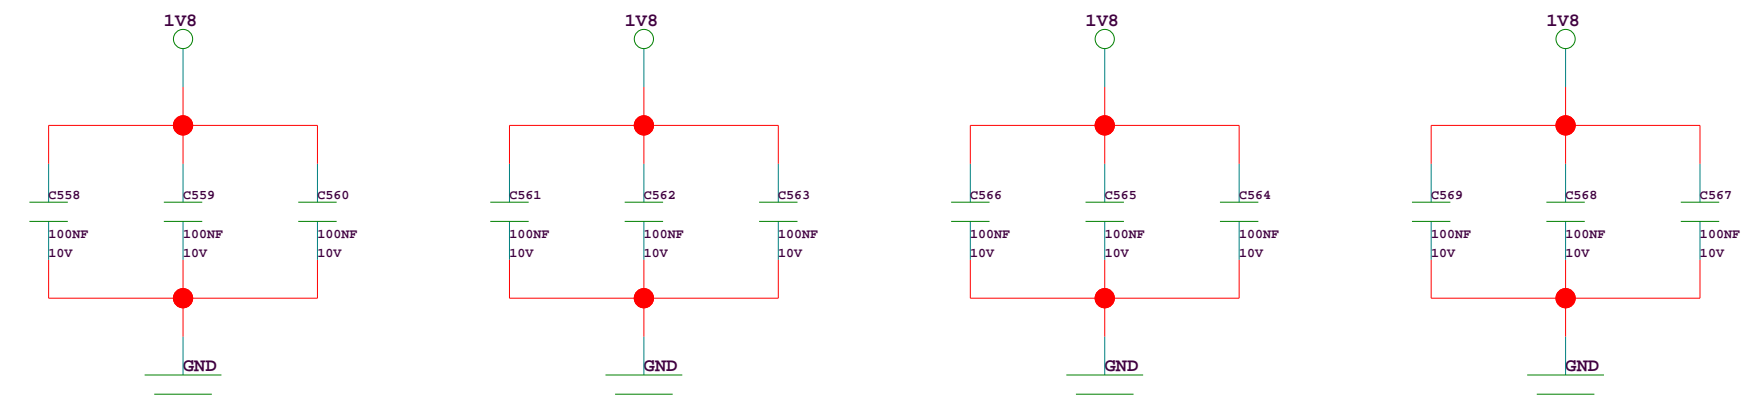 1V8 1V8 1V8 1V8
C558 C559 C560 C561 C562 C563 C566 C565 C564 C569 C568 C567
100NF 100NF 100NF 100NF 100NF 100NF 100NF 100NF 100NF 100NF 100NF 100NF
10V 10V 10V 10V 10V 10V 10V 10V 10V 10V 10V 10V
GND GND GND GND